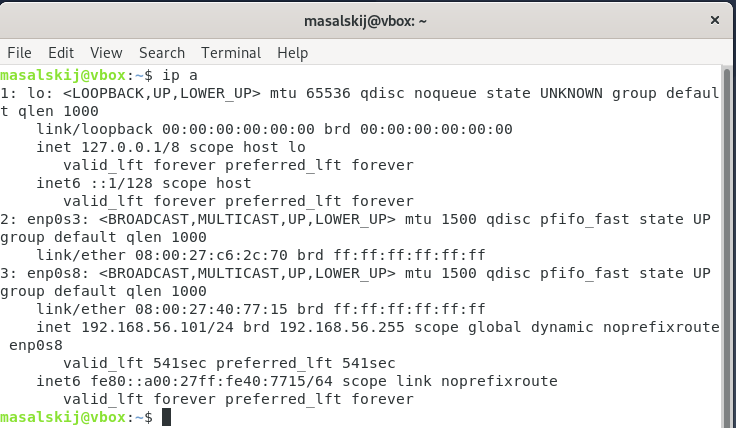 masalskij@vbox: ~
×
File Edit View Search Terminal Help
masalskij@vbox:~$ ip a
1: lo: <LOOPBACK,UP,LOWER_UP> mtu 65536 qdisc noqueue state UNKNOWN group defaul
t qlen 1000
    link/loopback 00:00:00:00:00:00 brd 00:00:00:00:00:00
    inet 127.0.0.1/8 scope host lo
       valid_lft forever preferred_lft forever
    inet6 ::1/128 scope host
       valid_lft forever preferred_lft forever
2: enp0s3: <BROADCAST,MULTICAST,UP,LOWER_UP> mtu 1500 qdisc pfifo_fast state UP
group default qlen 1000
    link/ether 08:00:27:c6:2c:70 brd ff:ff:ff:ff:ff:ff
3: enp0s8: <BROADCAST,MULTICAST,UP,LOWER_UP> mtu 1500 qdisc pfifo_fast state UP
group default qlen 1000
    link/ether 08:00:27:40:77:15 brd ff:ff:ff:ff:ff:ff
    inet 192.168.56.101/24 brd 192.168.56.255 scope global dynamic noprefixroute
 enp0s8
       valid_lft 541sec preferred_lft 541sec
    inet6 fe80::a00:27ff:fe40:7715/64 scope link noprefixroute
       valid_lft forever preferred_lft forever
masalskij@vbox:~$